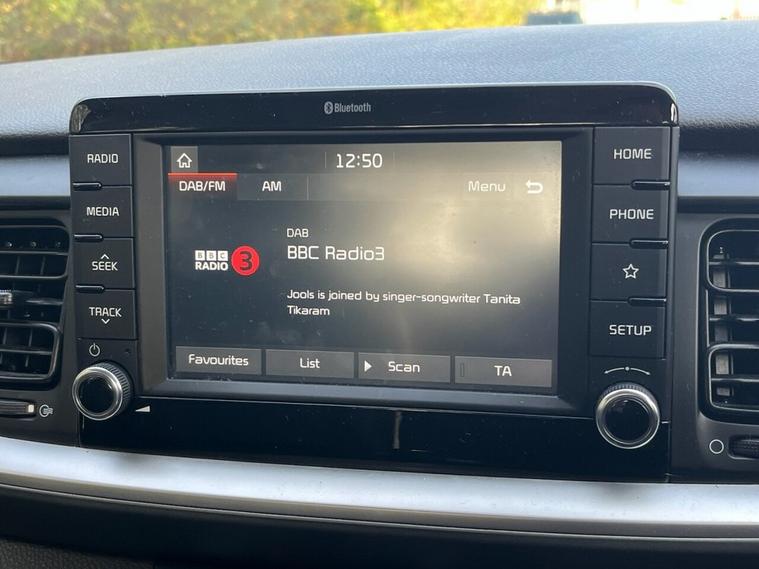 Bluetooth
RADIO
MEDIA
SEEK
TRACK
12:50
DAB/FM
AM
Menu
DAB
BBC Radio3
BBC
RADIO 3
Jools is joined by singer-songwriter Tanita
Tikaram
Favourites
List
Scan
TA
HOME
PHONE
SETUP